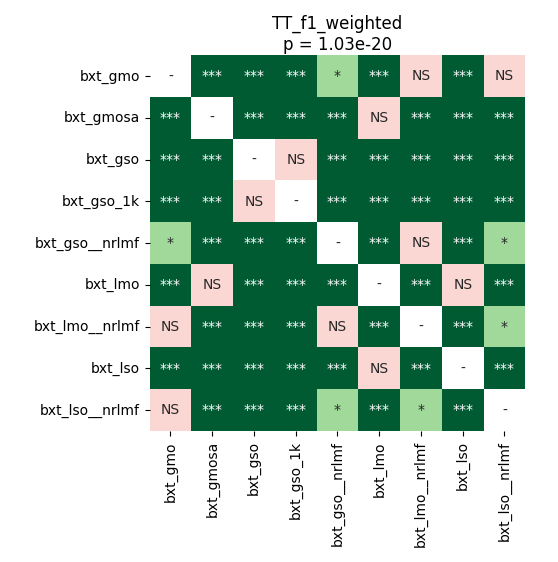 TT_f1_weighted
p = 1.03e-20
bxt_gmo - *** *** *** * *** NS *** NS
bxt_gmosa *** - *** *** *** NS *** *** ***
bxt_gso *** *** - NS *** *** *** *** ***
bxt_gso_1k *** *** NS - *** *** *** *** ***
bxt_gso__nrlmf * *** *** *** - *** NS *** *
bxt_lmo *** NS *** *** *** - *** NS ***
bxt_lmo__nrlmf NS *** *** *** NS *** - *** *
bxt_lso *** *** *** *** *** NS *** - ***
bxt_lso__nrlmf NS *** *** *** * *** * *** -
bxt_gmo
bxt_gmosa
bxt_gso
bxt_gso_1k
bxt_gso__nrlmf
bxt_lmo
bxt_lmo__nrlmf
bxt_lso
bxt_lso__nrlmf